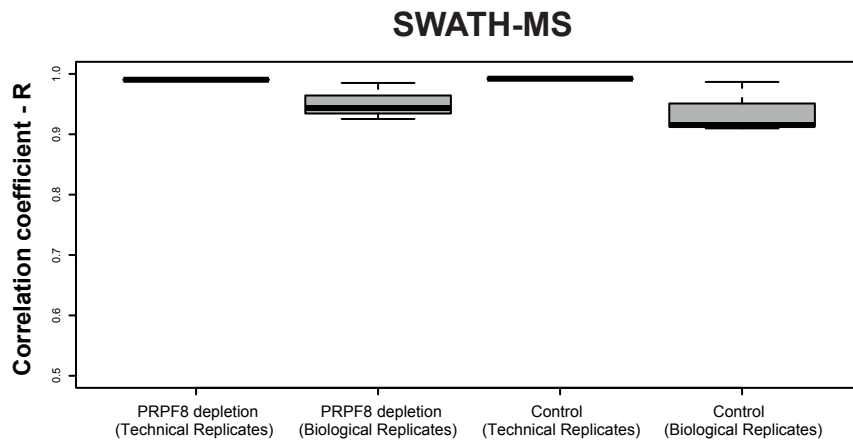 SWATH-MS
Correlation coefficient - R
1.0
0.9
0.8
0.7
0.6
0.5
PRPF8 depletion
(Technical Replicates)
PRPF8 depletion
(Biological Replicates)
Control
(Technical Replicates)
Control
(Biological Replicates)